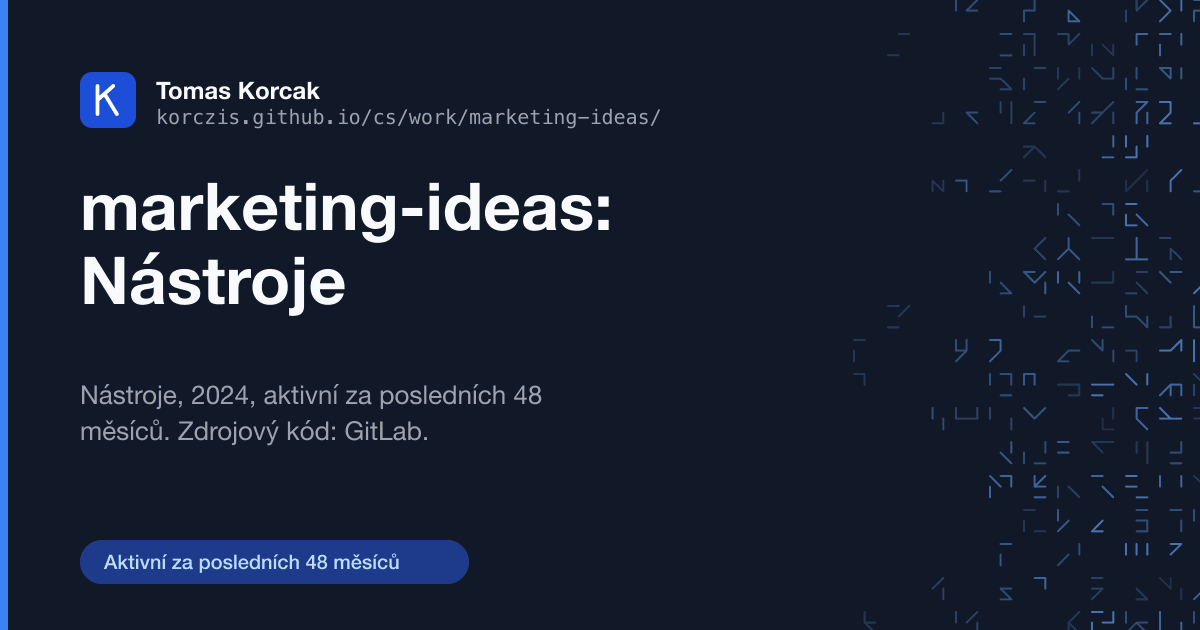 K
Tomas Korcak
korczis.github.io/cs/work/marketing-ideas/
marketing-ideas:
Nástroje
Nástroje, 2024, aktivní za posledních 48
měsíců. Zdrojový kód: GitLab.
Aktivní za posledních 48 měsíců